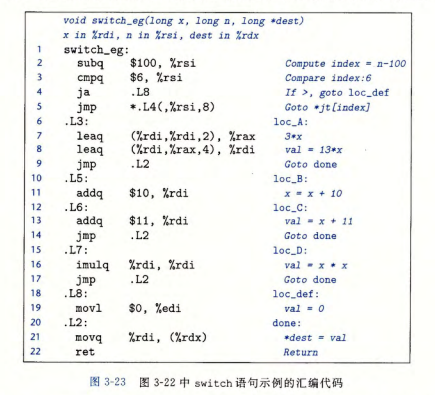 void switch_eg(long x, long n, long *dest)
x in %rdi, n in %rsi, dest in %rdx
1 switch_eg:
2 subq $100, %rsi Compute index = n-100
3 cmpq $6, %rsi Compare index:6
4 ja .L8 If >, goto loc_def
5 jmp *.L4(,%rsi,8) Goto *jt[index]
6 .L3: loc_A:
7 leaq (%rdi,%rdi,2), %rax 3*x
8 leaq (%rdi,%rax,4), %rdi val = 13*x
9 jmp .L2 Goto done
10 .L5: loc_B:
11 addq $10, %rdi x = x + 10
12 .L6: loc_C:
13 addq $11, %rdi val = x + 11
14 jmp .L2 Goto done
15 .L7: loc_D:
16 imulq %rdi, %rdi val = x * x
17 jmp .L2 Goto done
18 .L8: loc_def:
19 movl $0, %edi val = 0
20 .L2: done:
21 movq %rdi, (%rdx) *dest = val
22 ret Return
图 3-23 图 3-22 中 switch 语句示例的汇编代码